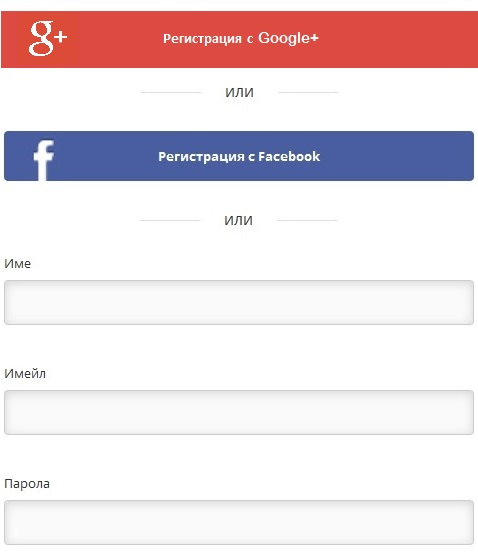 g+ Регистрация с Google+
ИЛИ
f Регистрация с Facebook
ИЛИ
Име
Имейл
Парола